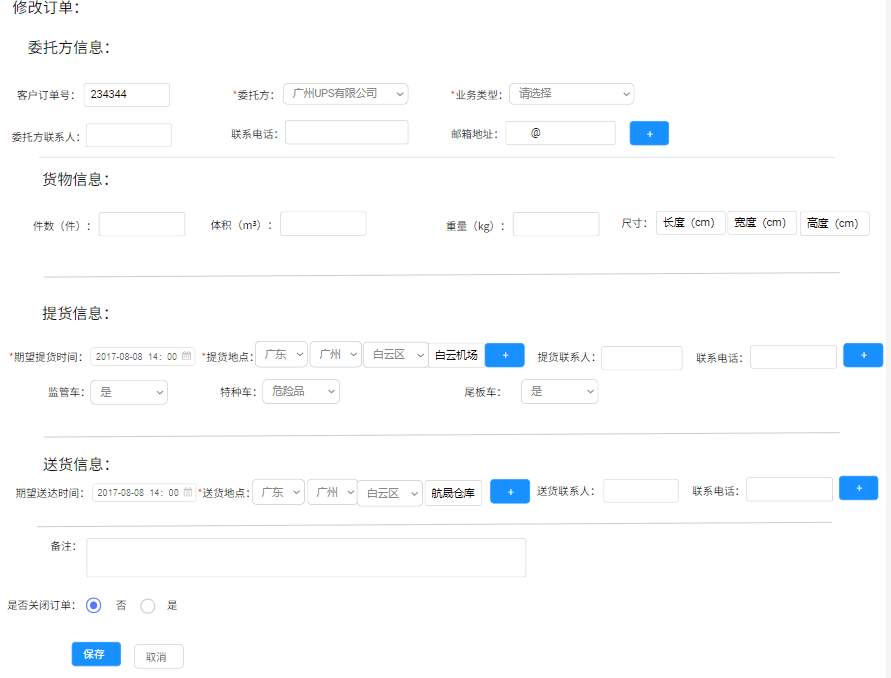 修改订单：
委托方信息：
客户订单号： 234344 *委托方： 广州UPS有限公司 *业务类型： 请选择
委托方联系人： 联系电话： 邮箱地址： @ +
货物信息：
件数（件）： 体积（m³）： 重量（kg）： 尺寸： 长度（cm） 宽度（cm） 高度（cm）
提货信息：
*期望提货时间： 2017-08-08 14：00 *提货地点： 广东 广州 白云区 白云机场 + 提货联系人： 联系电话： +
监管车： 是 特种车： 危险品 尾板车： 是
送货信息：
期望送达时间： 2017-08-08 14：00 *送货地点： 广东 广州 白云区 航晟仓库 + 送货联系人： 联系电话： +
备注：
是否关闭订单： 否 是
保存 取消